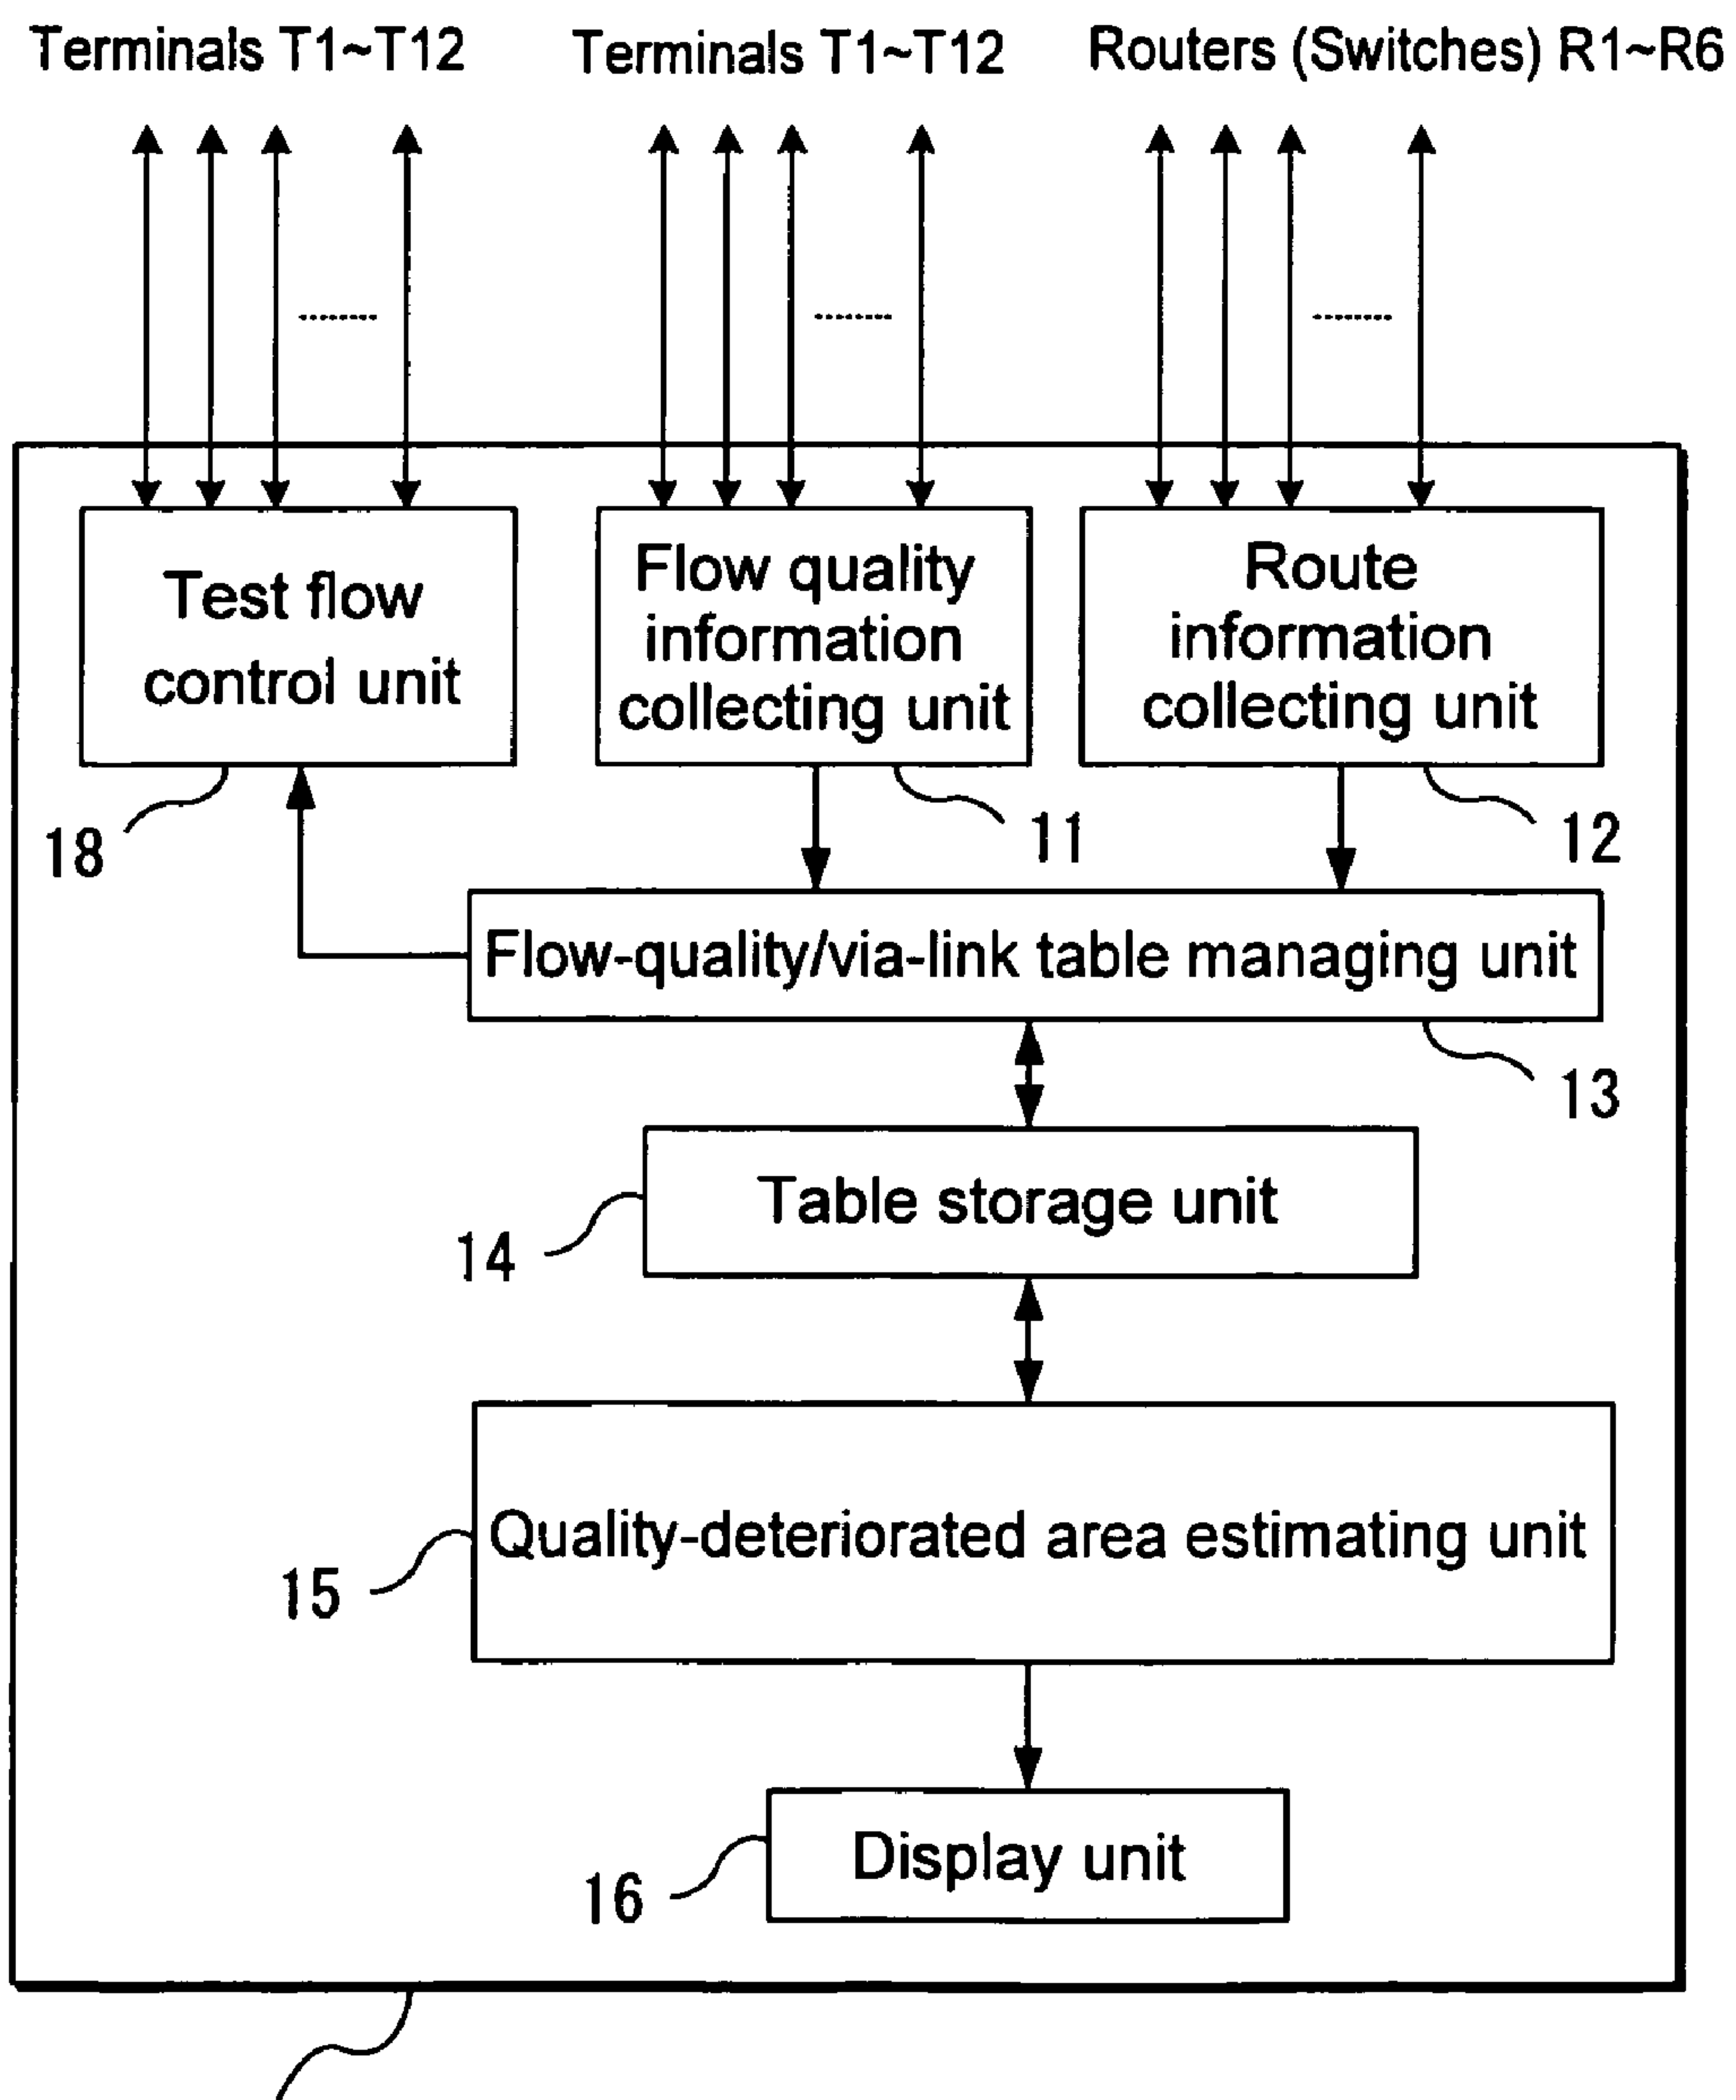 Terminals T1~T12
Terminals T1~T12
Routers (Switches) R1~R6
Test flow
control unit
Flow quality
information
collecting unit
Route
information
collecting unit
18
11
12
Flow-quality/via-link table managing unit
13
Table storage unit
14
Quality-deteriorated area estimating unit
15
Display unit
16